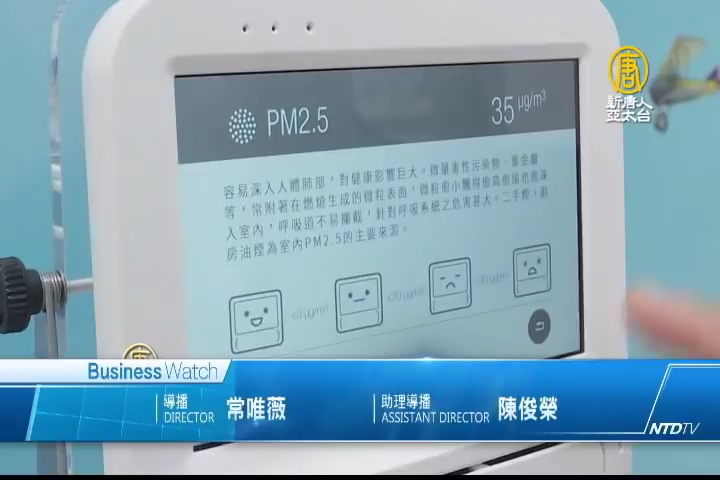 新唐人
亞太台
PM2.5
35 μg/m³
容易深入人體肺部，對健康影響巨大。微量毒性污染物、重金屬
等，常附著在燃燒生成的微粒表面，微粒愈小飄得愈高愈遠也愈深
入室內，呼吸道不易攔截，針對呼吸系統之危害甚大。二手煙、廚
房油煙為室內PM2.5的主要來源。
Business Watch
導播
DIRECTOR 常唯薇
助理導播
ASSISTANT DIRECTOR 陳俊榮
NTDTV